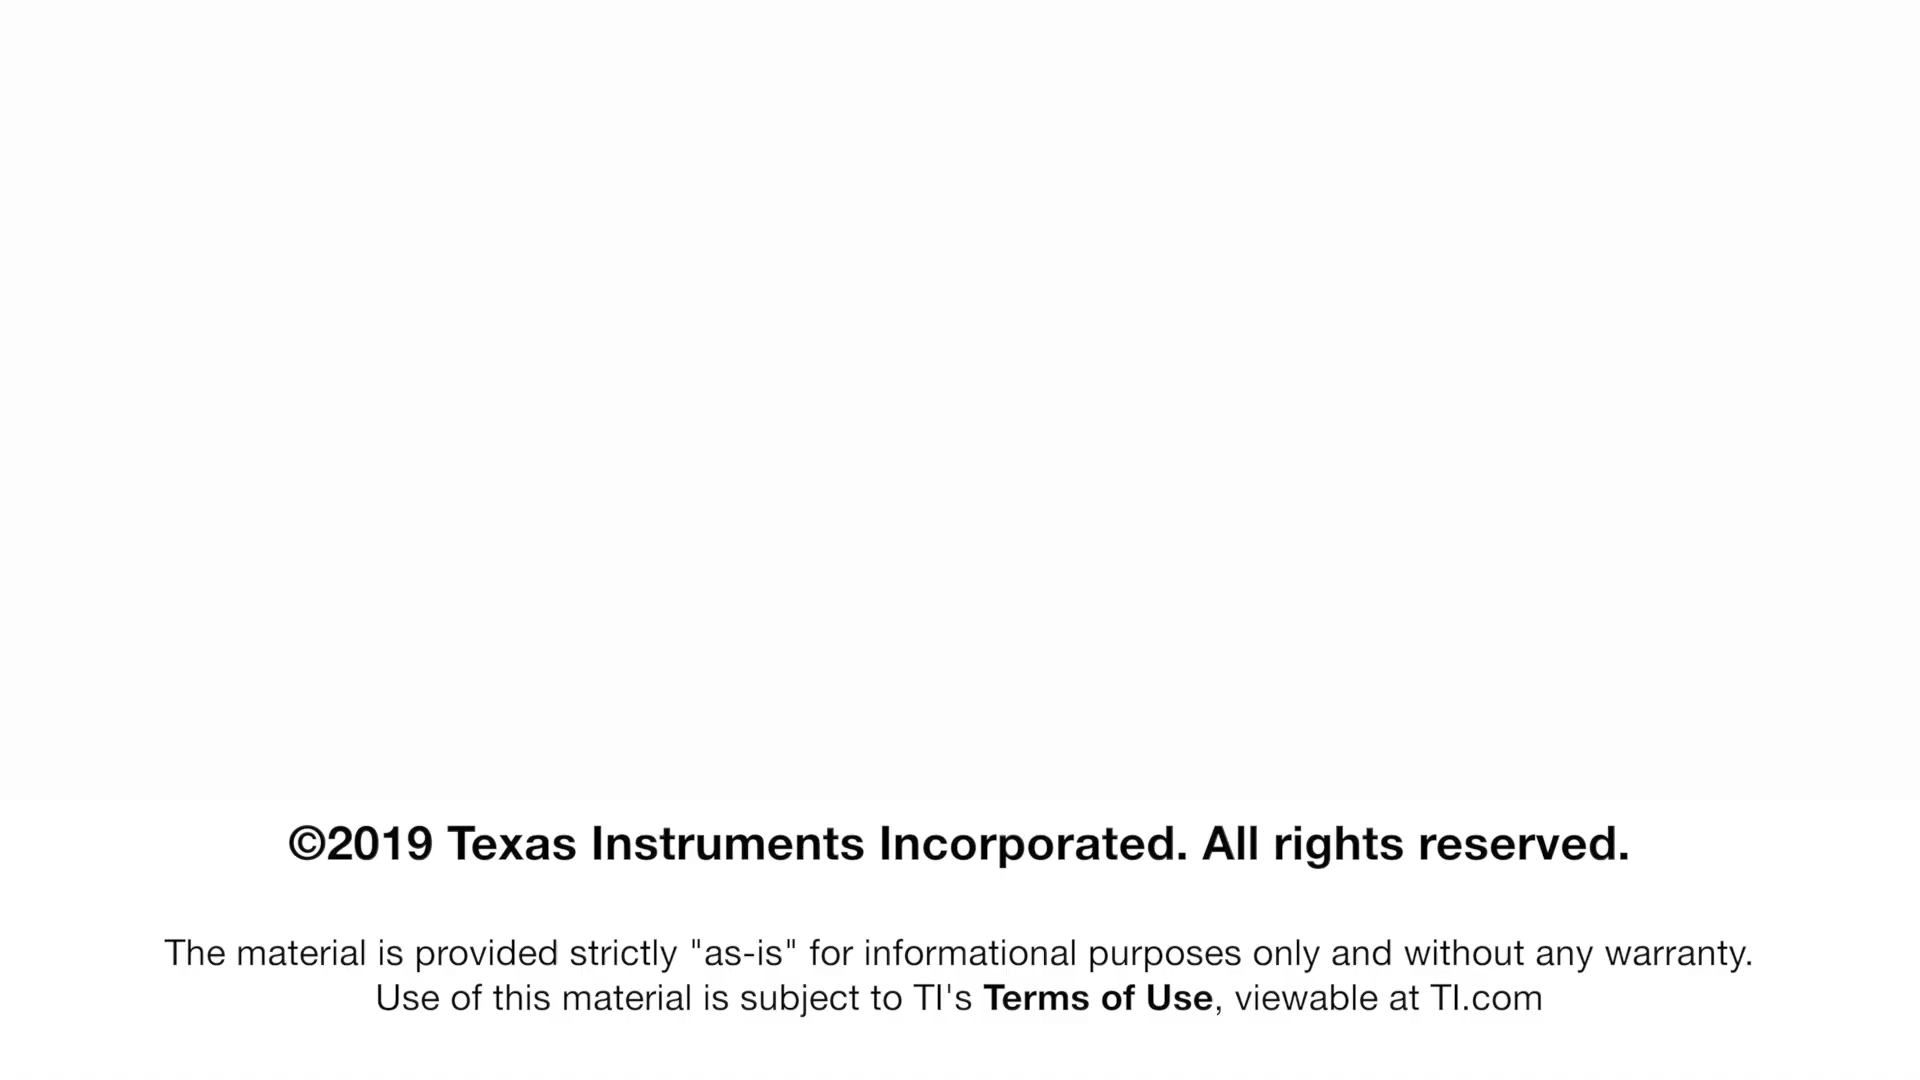 ©2019 Texas Instruments Incorporated. All rights reserved.
The material is provided strictly "as-is" for informational purposes only and without any warranty.
Use of this material is subject to TI's Terms of Use, viewable at TI.com